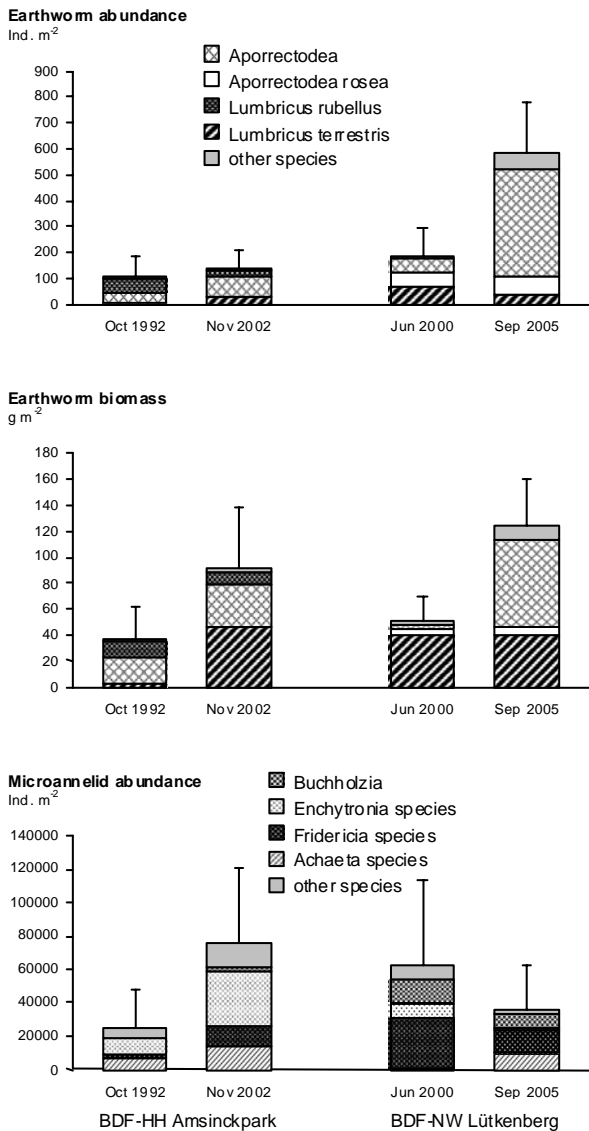 Earthworm abundance
Ind. m-2
Aporrectodea
Aporrectodea rosea
Lumbricus rubellus
Lumbricus terrestris
other species
900
800
700
600
500
400
300
200
100
0
Oct 1992 Nov 2002 Jun 2000 Sep 2005
Earthworm biomass
g m-2
180
160
140
120
100
80
60
40
20
0
Oct 1992 Nov 2002 Jun 2000 Sep 2005
Microannelid abundance
Ind. m-2
Buchholzia
Enchytronia species
Fridericia species
Achaeta species
other species
140000
120000
100000
80000
60000
40000
20000
0
Oct 1992 Nov 2002 Jun 2000 Sep 2005
BDF-HH Amsinckpark BDF-NW Lütkenberg